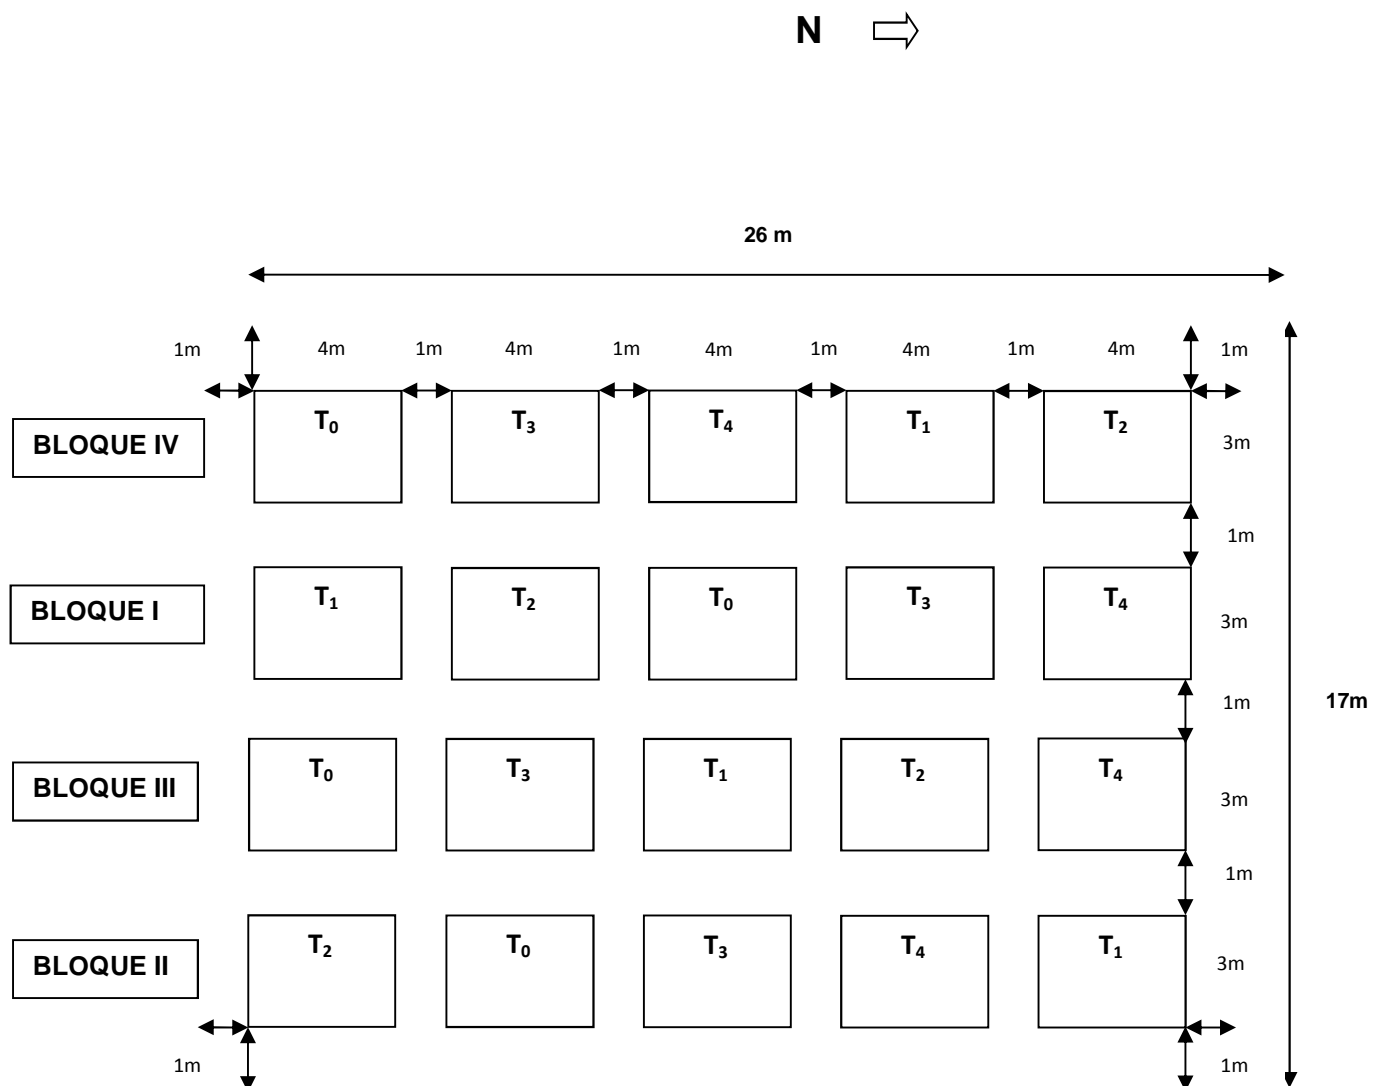 N
26 m
1m 4m 1m 4m 1m 4m 1m 4m 1m 4m 1m
BLOQUE IV T₀ T₃ T₄ T₁ T₂ 3m
1m
BLOQUE I T₁ T₂ T₀ T₃ T₄ 3m
1m 17m
BLOQUE III T₀ T₃ T₁ T₂ T₄ 3m
1m
BLOQUE II T₂ T₀ T₃ T₄ T₁ 3m
1m 1m